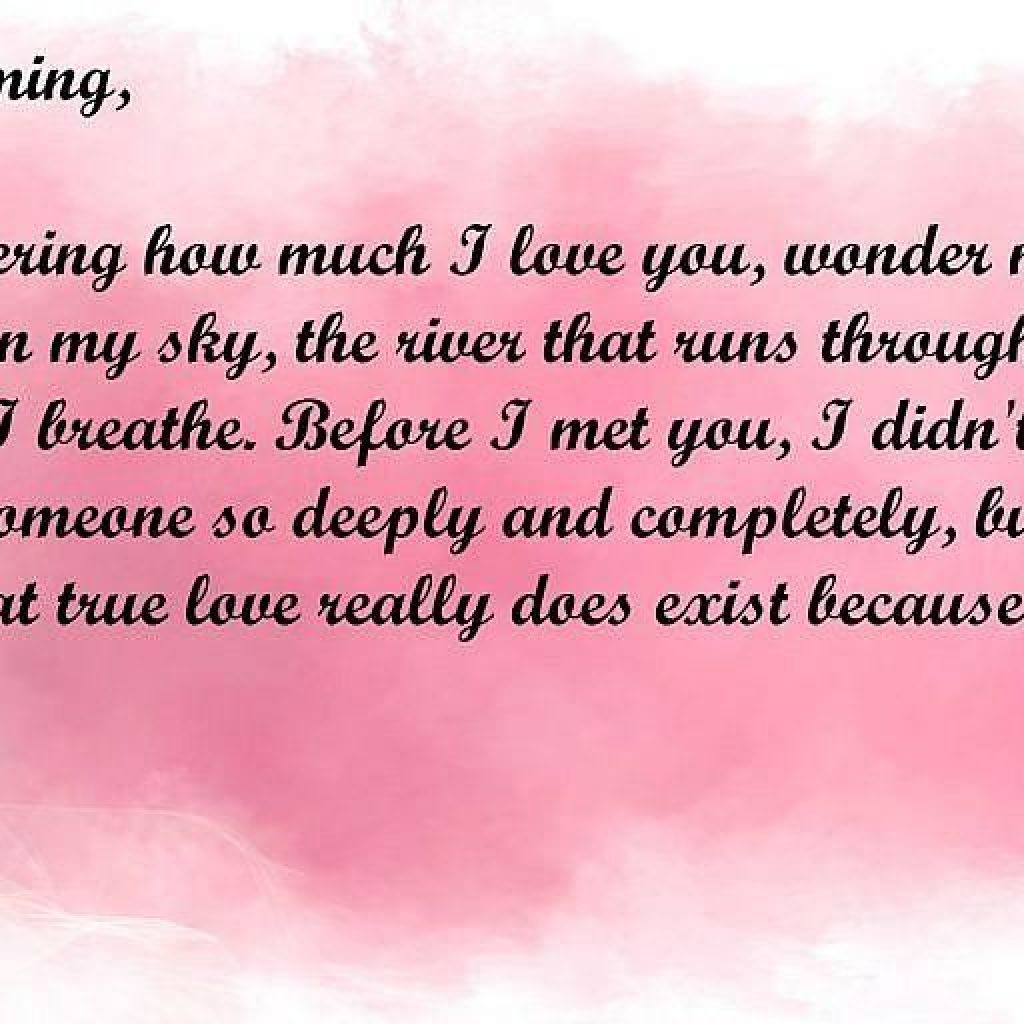 ning,
ering how much I love you, wonder
n my sky, the river that runs through
I breathe. Before I met you, I didn't
omeone so deeply and completely, bu
at true love really does exist because